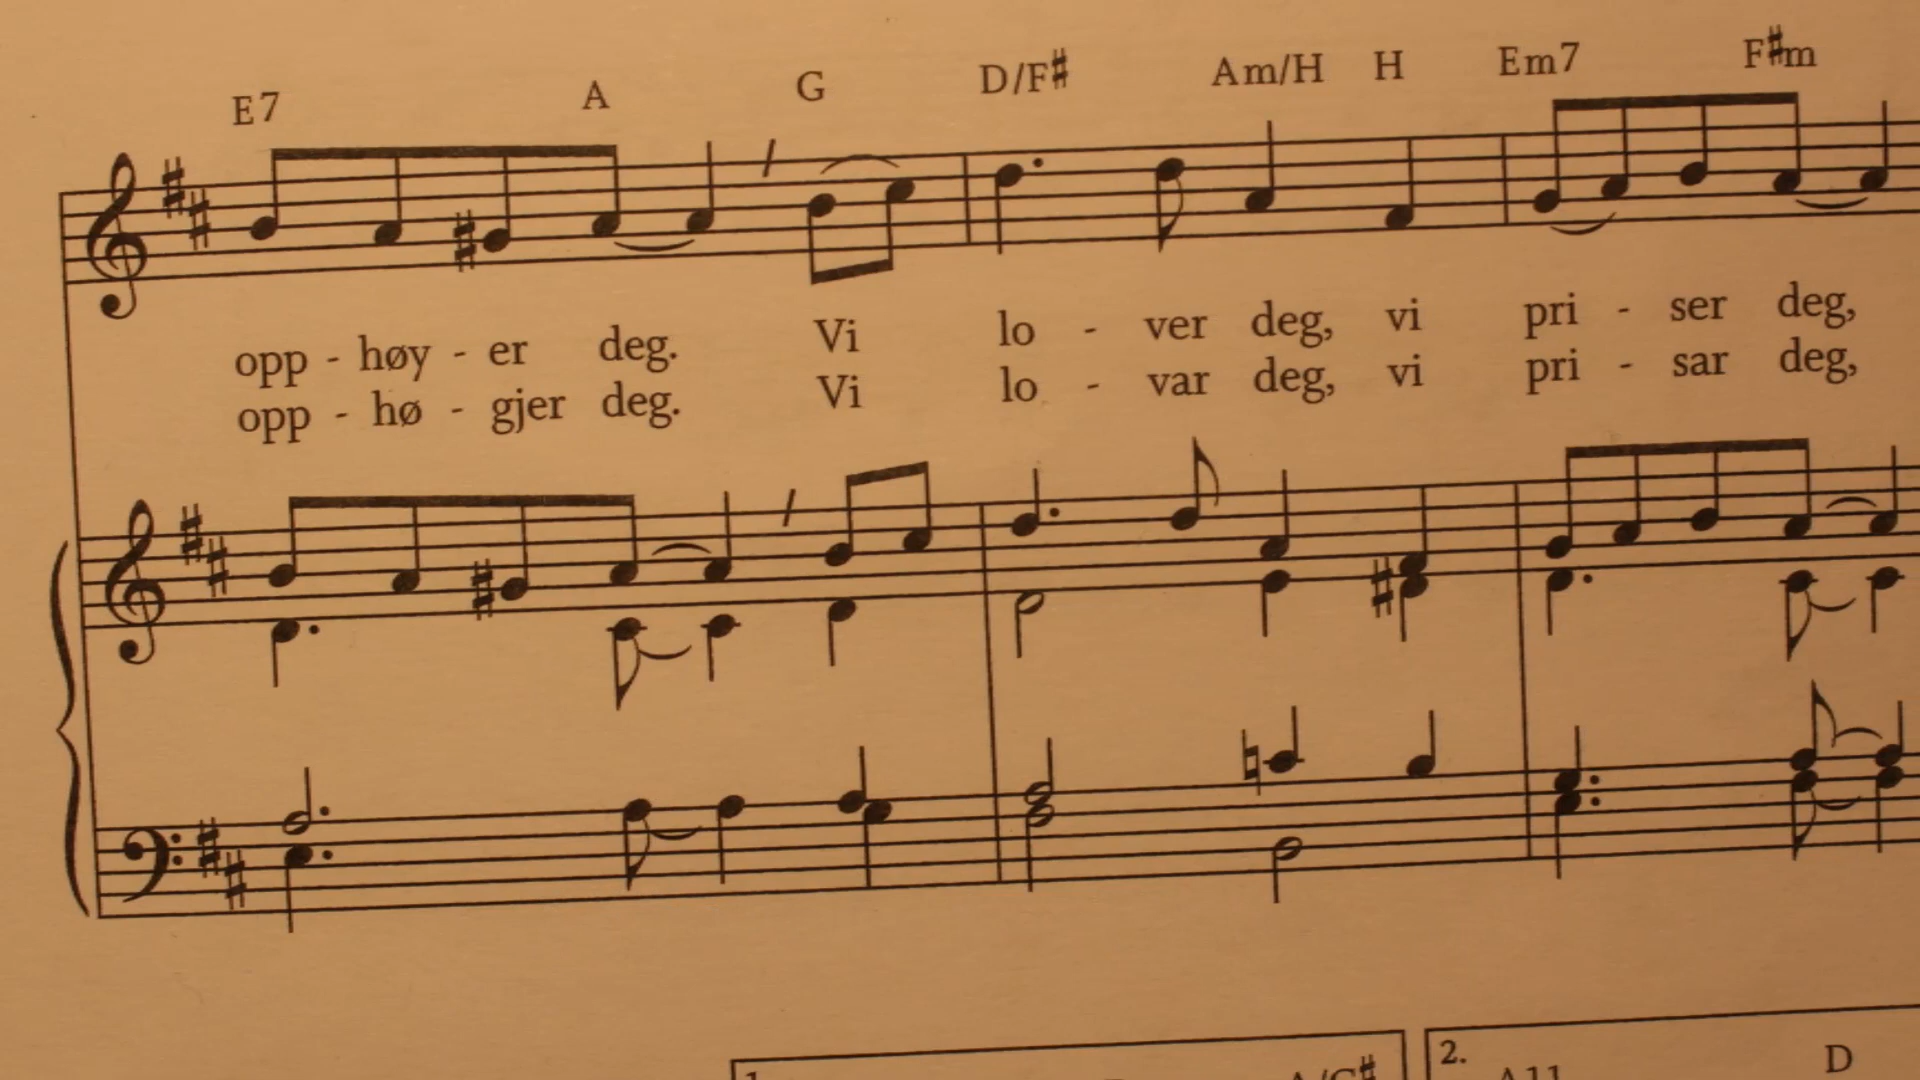 E7 A G D/F♯ Am/H H Em7 F♯m
opp - høy - er deg. Vi lo - ver deg, vi pri - ser deg,
opp - hø - gjer deg. Vi lo - var deg, vi pri - sar deg,
2.
D